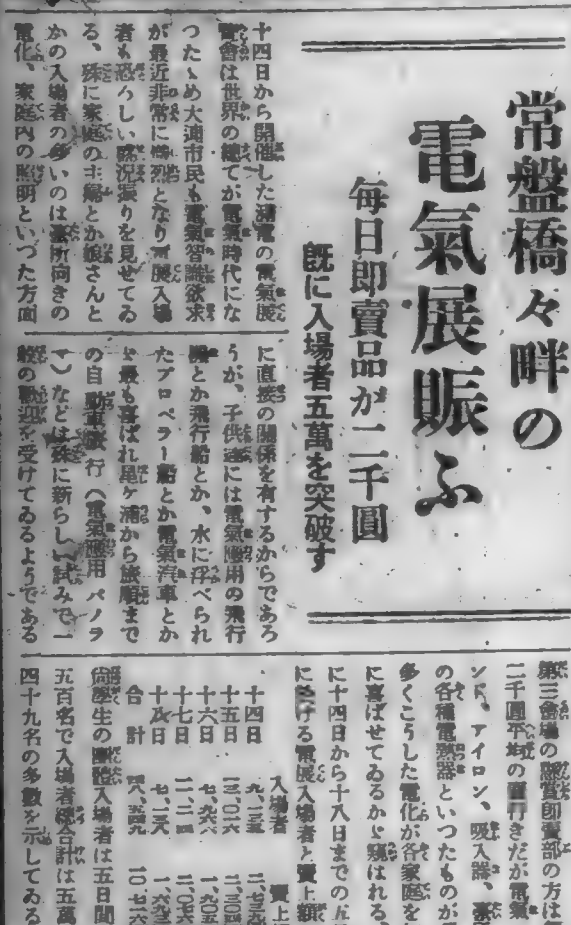 常盤橋々畔の
電氣展賑ふ
毎日即賣品が二千圓
既に入場者五萬を突破す
十四日から開催した滿電の電氣展
覽會は世界の總てが電氣時代にな
つたゝめ大連市民も電氣智識欲求
が最近非常に熾烈となり電展入場
者も恐ろしい盛況振りを見せてゐ
る、殊に家庭の主婦とか娘さんと
かの入場者の多いのは臺所向きの
電化、家庭内の照明といつた方面
に直接の關係を有するからであろ
うが、子供達には電氣應用の飛行
機とか飛行船とか、水に浮べられ
たプロペラー船とか電氣汽車とか
ゞ最も喜ばれ星ケ浦から旅順まで
の自動車旅行(電氣應用パノラ
マ)などは殊に新らしい試みで一
般の歡迎を受けてゐるようである
第三會場の陳賣即賣部の方は
二千圓平均の賣行きだが電氣
ンド、アイロン、吸入器、
の各種電熱器といつたものが
多くこうした電化が各家庭を
に喜ばせてゐるかゞ窺はれる、
に十四日から十八日までの五
に於ける電展入場者と賣上額
入場者 賣上
十四日
十五日
十六日
十七日
十八日
合計
尚學生の團體入場者は五日間
五百名で入場者總合計は五萬
四十九名の多數を示してゐる